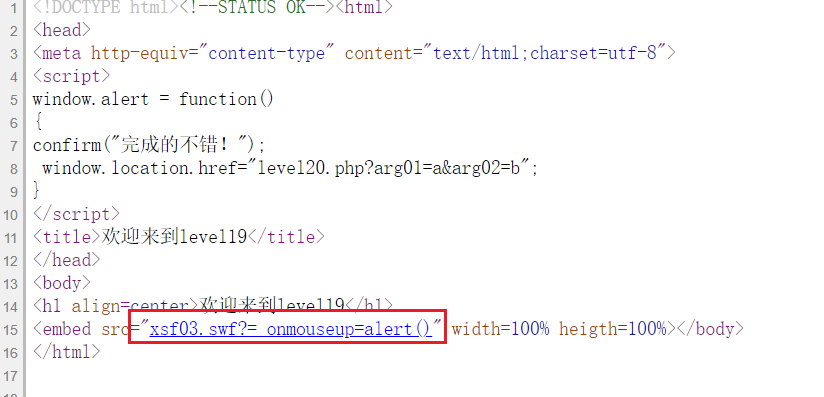 1 <!DOCTYPE html><!--STATUS OK--><html>
2 <head>
3 <meta http-equiv="content-type" content="text/html;charset=utf-8">
4 <script>
5 window.alert = function()
6 {
7 confirm("完成的不错！");
8 window.location.href="level20.php?arg01=a&arg02=b";
9 }
10 </script>
11 <title>欢迎来到level19</title>
12 </head>
13 <body>
14 <h1 align=center>欢迎来到level19</h1>
15 <embed src="xsf03.swf?= onmouseup=alert()" width=100% heigth=100%></body>
16 </html>
17